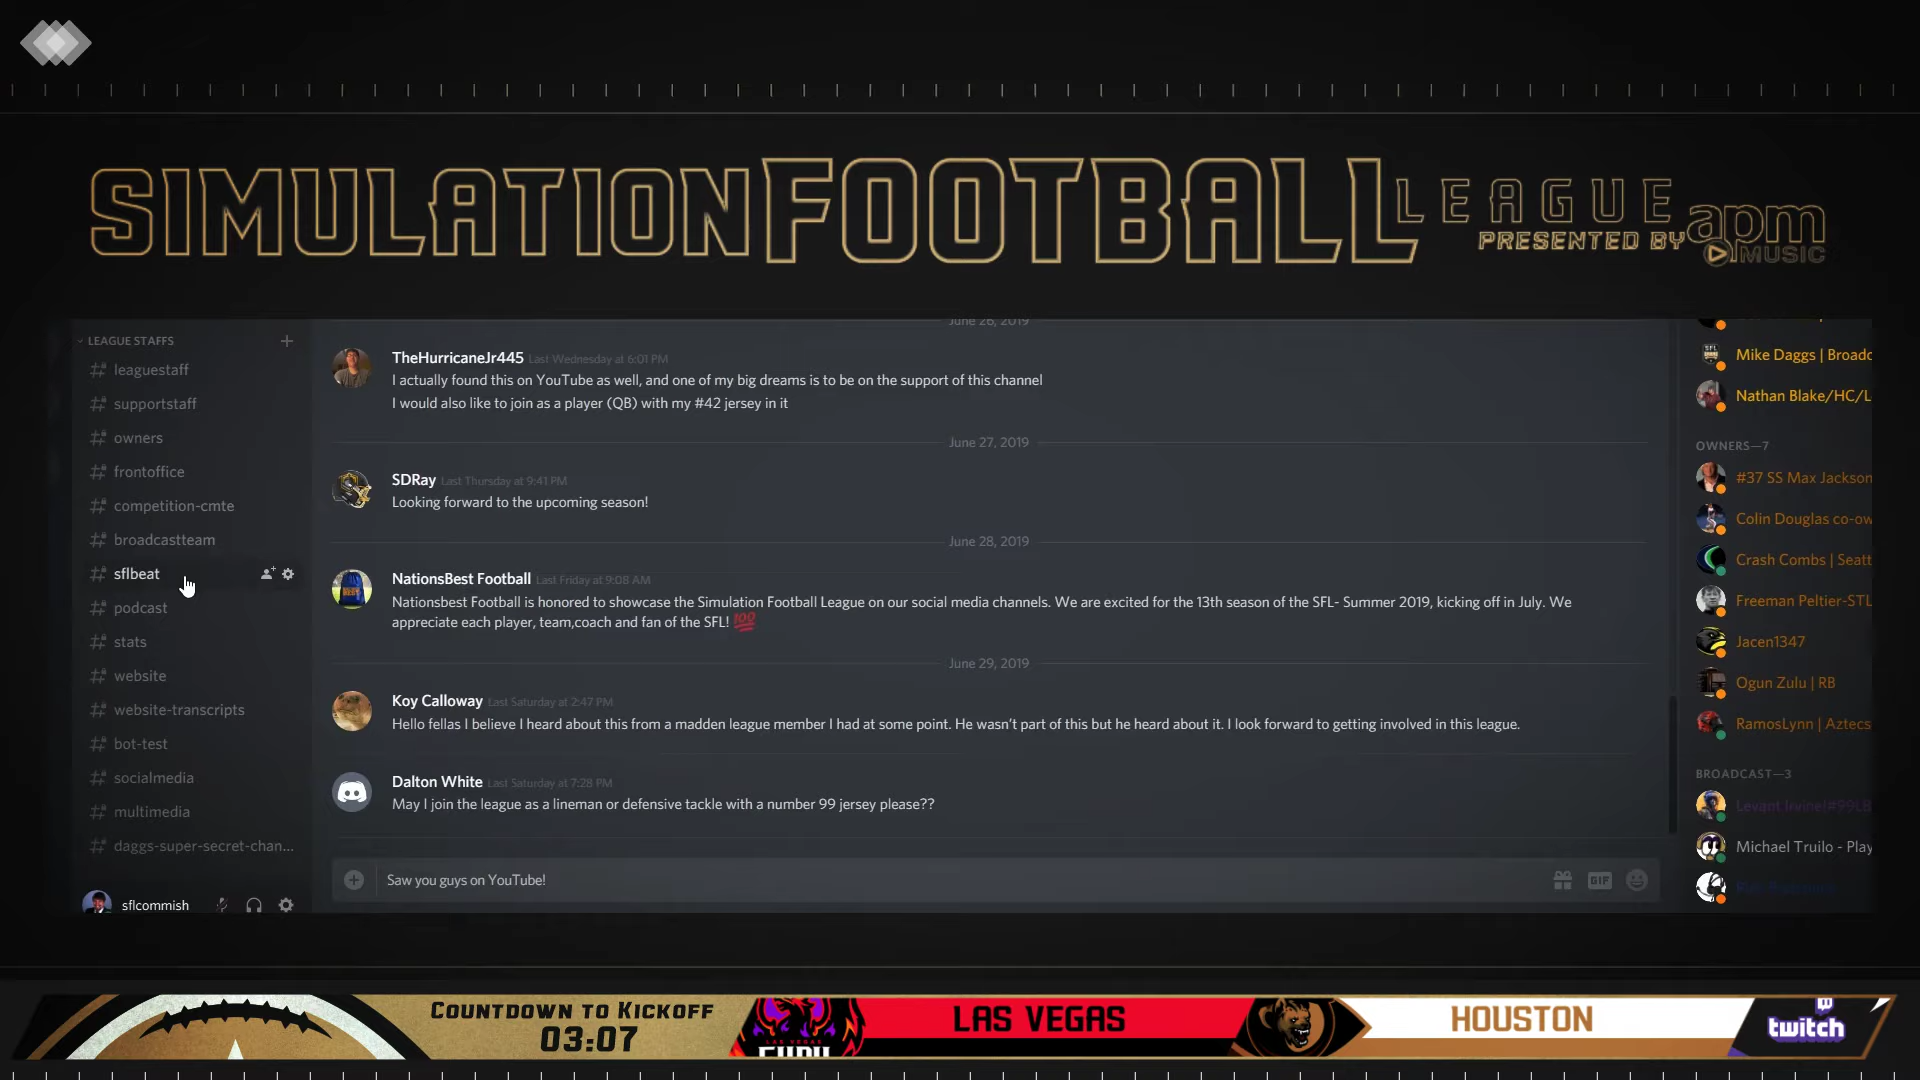 SIMULATION FOOTBALL LEAGUE
PRESENTED BY apm MUSIC
LEAGUE STAFFS
leaguestaff
supportstaff
owners
frontoffice
competition-cmte
broadcastteam
sflbeat
podcast
stats
website
website-transcripts
bot-test
socialmedia
multimedia
daggs-super-secret-chan...
sflcommish
June 26, 2019
TheHurricaneJr445 Last Wednesday at 6:01 PM
I actually found this on YouTube as well, and one of my big dreams is to be on the support of this channel
I would also like to join as a player (QB) with my #42 jersey in it
June 27, 2019
SDRay Last Thursday at 9:41 PM
Looking forward to the upcoming season!
June 28, 2019
NationsBest Football Last Friday at 9:08 AM
Nationsbest Football is honored to showcase the Simulation Football League on our social media channels. We are excited for the 13th season of the SFL- Summer 2019, kicking off in July. We
appreciate each player, team,coach and fan of the SFL! 💯
June 29, 2019
Koy Calloway Last Saturday at 2:47 PM
Hello fellas I believe I heard about this from a madden league member I had at some point. He wasn't part of this but he heard about it. I look forward to getting involved in this league.
Dalton White Last Saturday at 7:28 PM
May I join the league as a lineman or defensive tackle with a number 99 jersey please??
Saw you guys on YouTube!
GIF
Mike Daggs | Broadc
Nathan Blake/HC/L
OWNERS—7
#37 SS Max Jackson
Colin Douglas co-ow
Crash Combs | Seatt
Freeman Peltier-STL
Jacen1347
Ogun Zulu | RB
RamosLynn | Aztecs
BROADCAST—3
Levant Irvine!#99LB
Michael Truilo - Play
COUNTDOWN TO KICKOFF
03:07
LAS VEGAS
HOUSTON
twitch